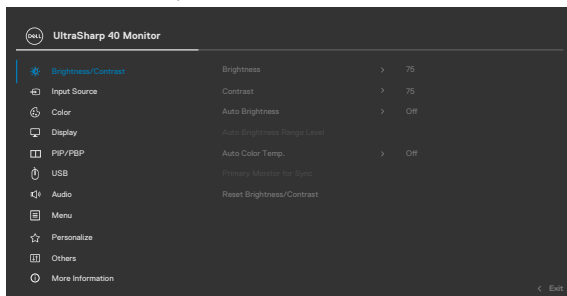 DELL UltraSharp 40 Monitor
Brightness/Contrast Brightness > 75
Input Source Contrast > 75
Color Auto Brightness > Off
Display Auto Brightness Range Level
PIP/PBP Auto Color Temp. > Off
USB Primary Monitor for Sync
Audio Reset Brightness/Contrast
Menu
Personalize
Others
More Information
< Exit